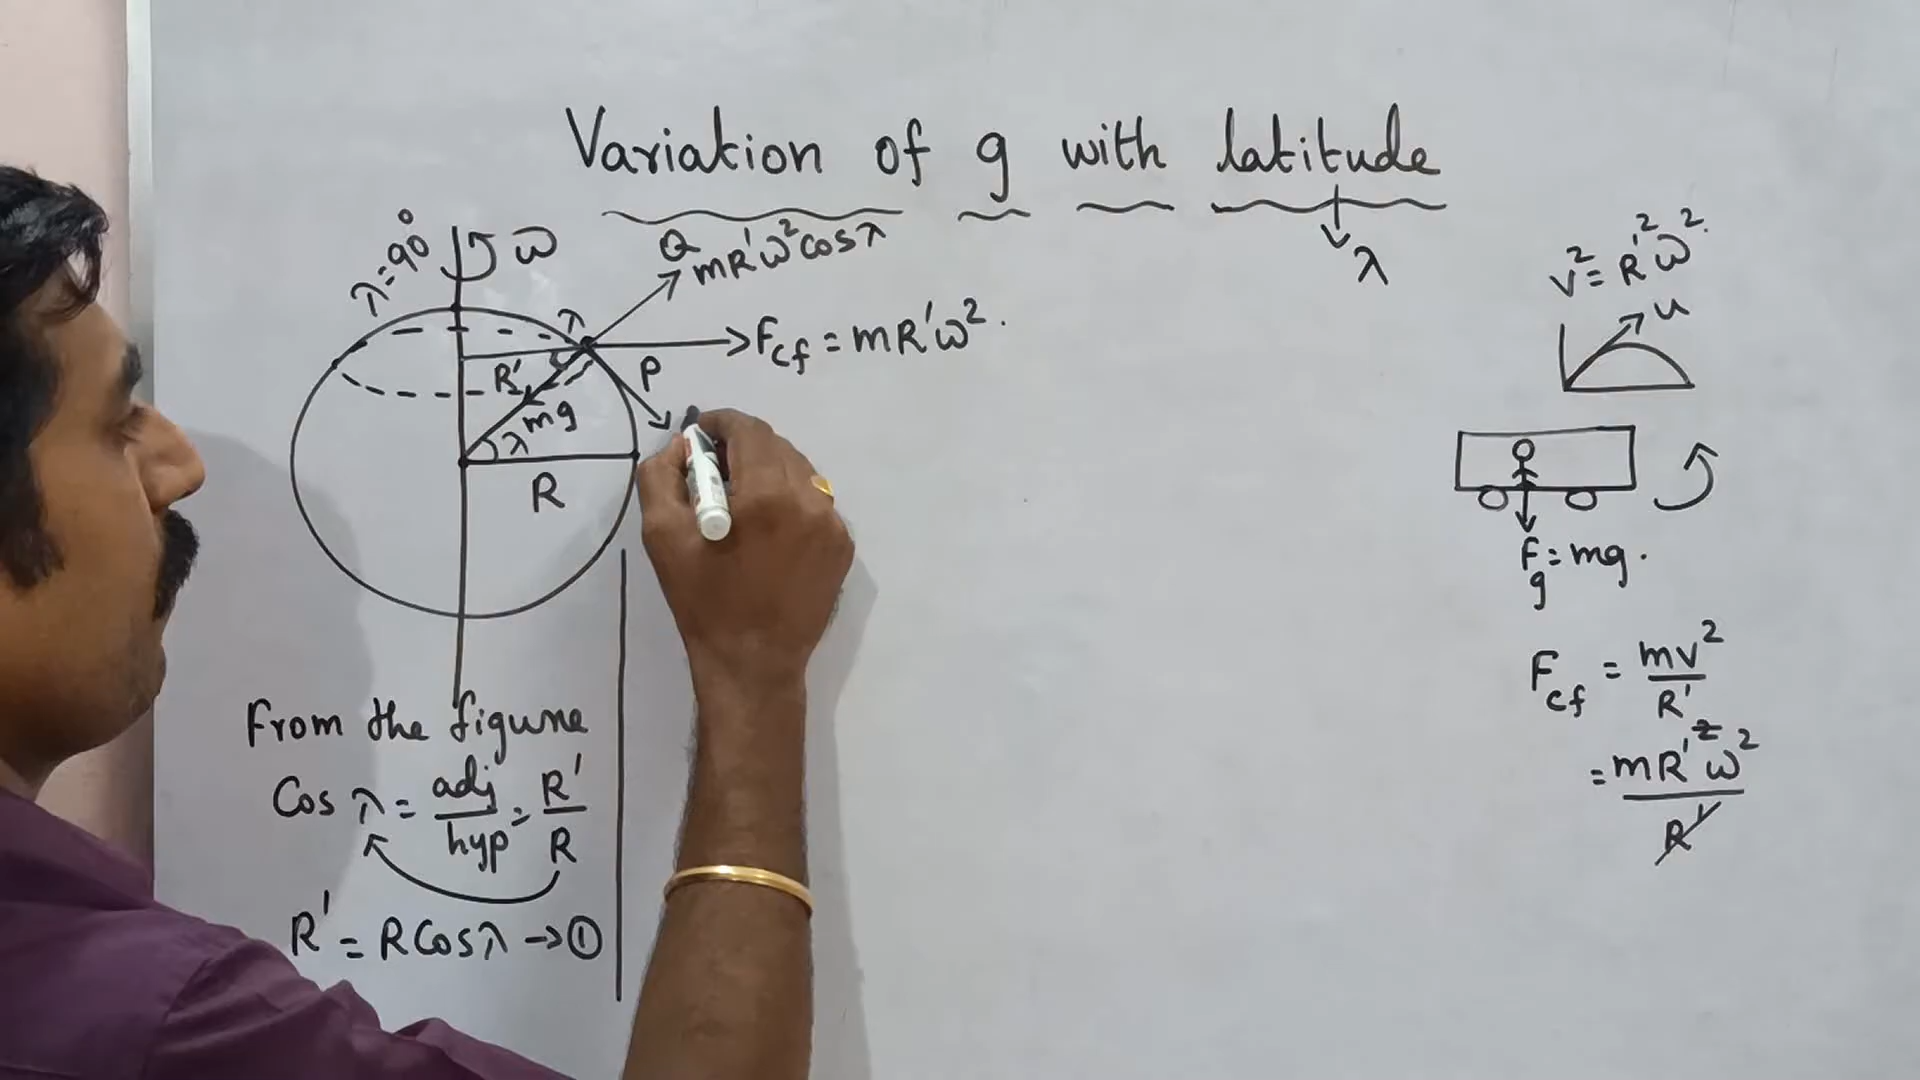 Variation of g with latitude
λ
λ=90°
ω
Q
mR'ω²cosλ
λ
F_cf = mR'ω².
P
R'
mg
λ
R
From the figure
Cos λ = adj/hyp = R'/R
R' = RCosλ → ①
v² = R'²ω².
u
F_g = mg.
F_cf = mv²/R'
= mR'²ω²/R'